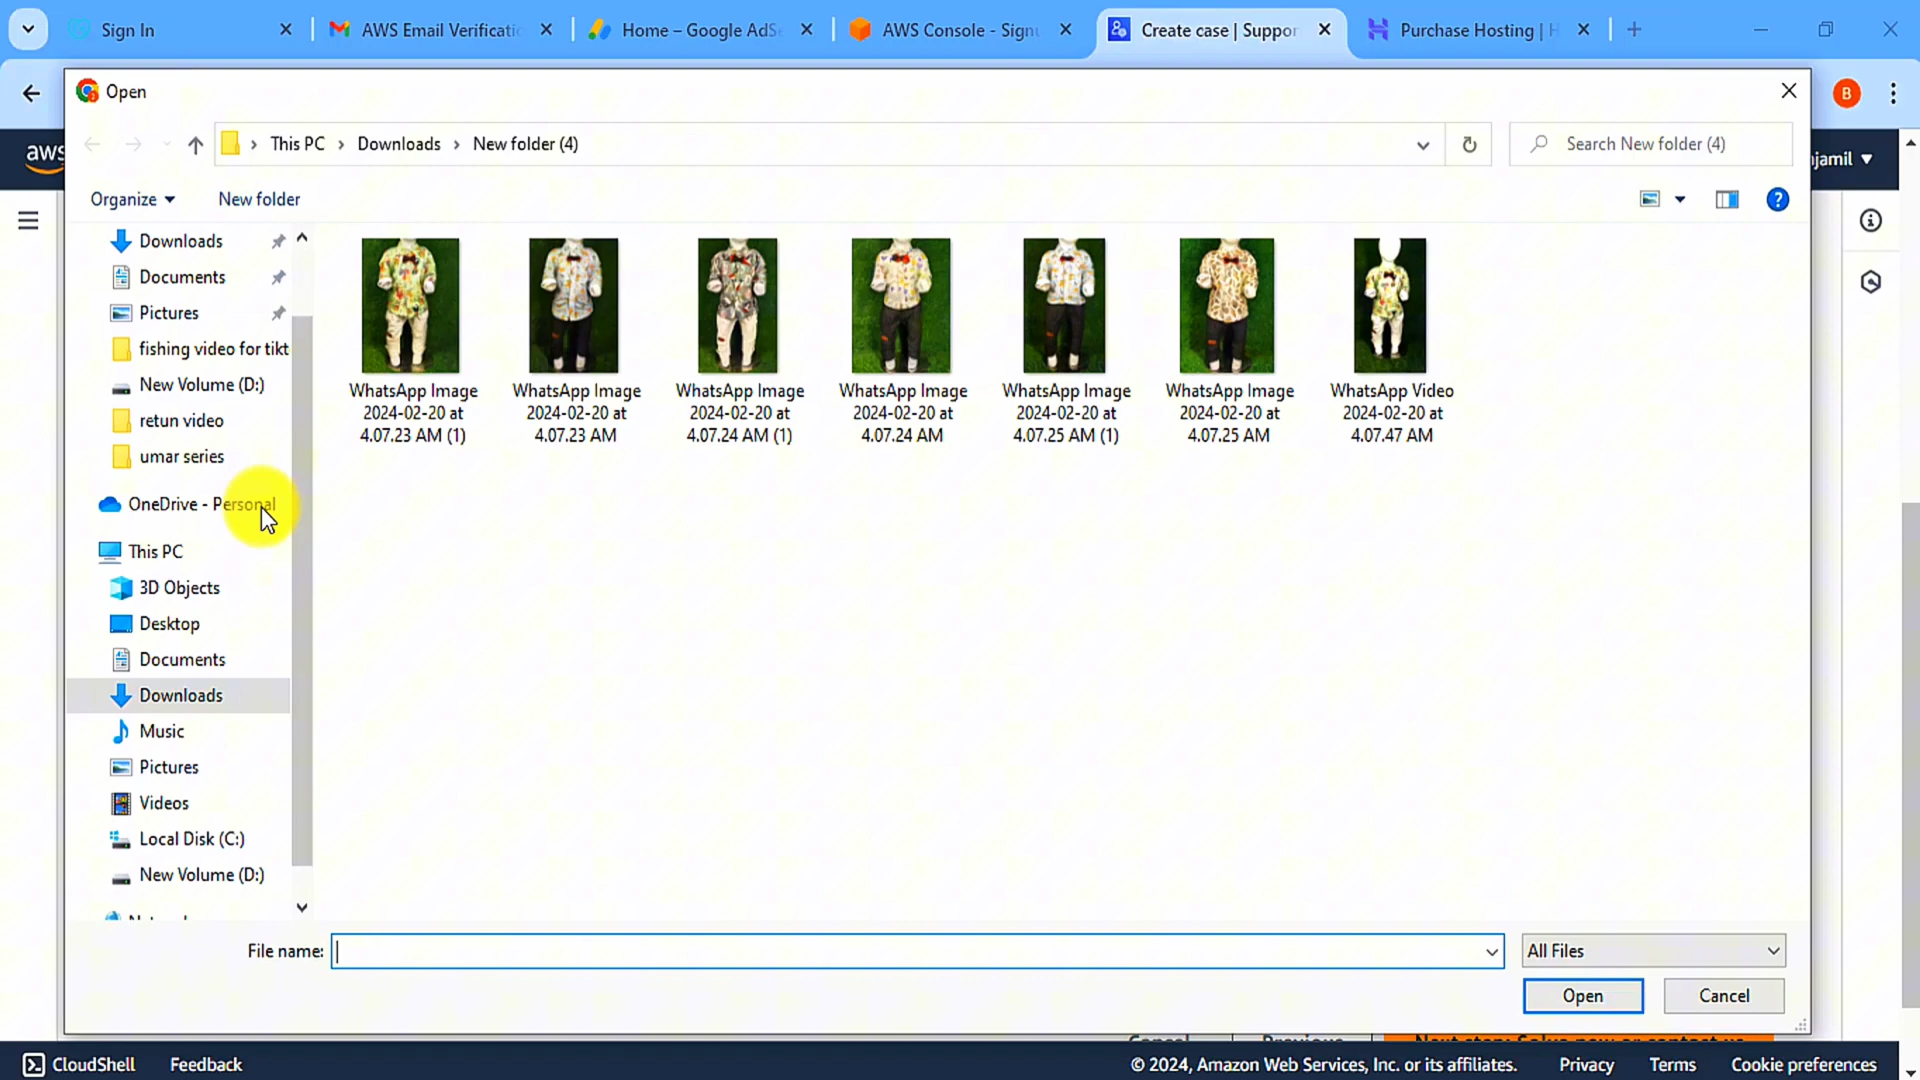 Sign In
AWS Email Verificati
Home – Google AdS
AWS Console - Sign
Create case | Suppor
Purchase Hosting | H
B
Open
This PC > Downloads > New folder (4)
Search New folder (4)
aws
jamil
Organize
New folder
Downloads
Documents
Pictures
fishing video for tikt
New Volume (D:)
retun video
umar series
OneDrive - Personal
This PC
3D Objects
Desktop
Documents
Downloads
Music
Pictures
Videos
Local Disk (C:)
New Volume (D:)
WhatsApp Image
2024-02-20 at
4.07.23 AM (1)
WhatsApp Image
2024-02-20 at
4.07.23 AM
WhatsApp Image
2024-02-20 at
4.07.24 AM (1)
WhatsApp Image
2024-02-20 at
4.07.24 AM
WhatsApp Image
2024-02-20 at
4.07.25 AM (1)
WhatsApp Image
2024-02-20 at
4.07.25 AM
WhatsApp Video
2024-02-20 at
4.07.47 AM
File name:
All Files
Open
Cancel
CloudShell
Feedback
© 2024, Amazon Web Services, Inc. or its affiliates.
Privacy
Terms
Cookie preferences